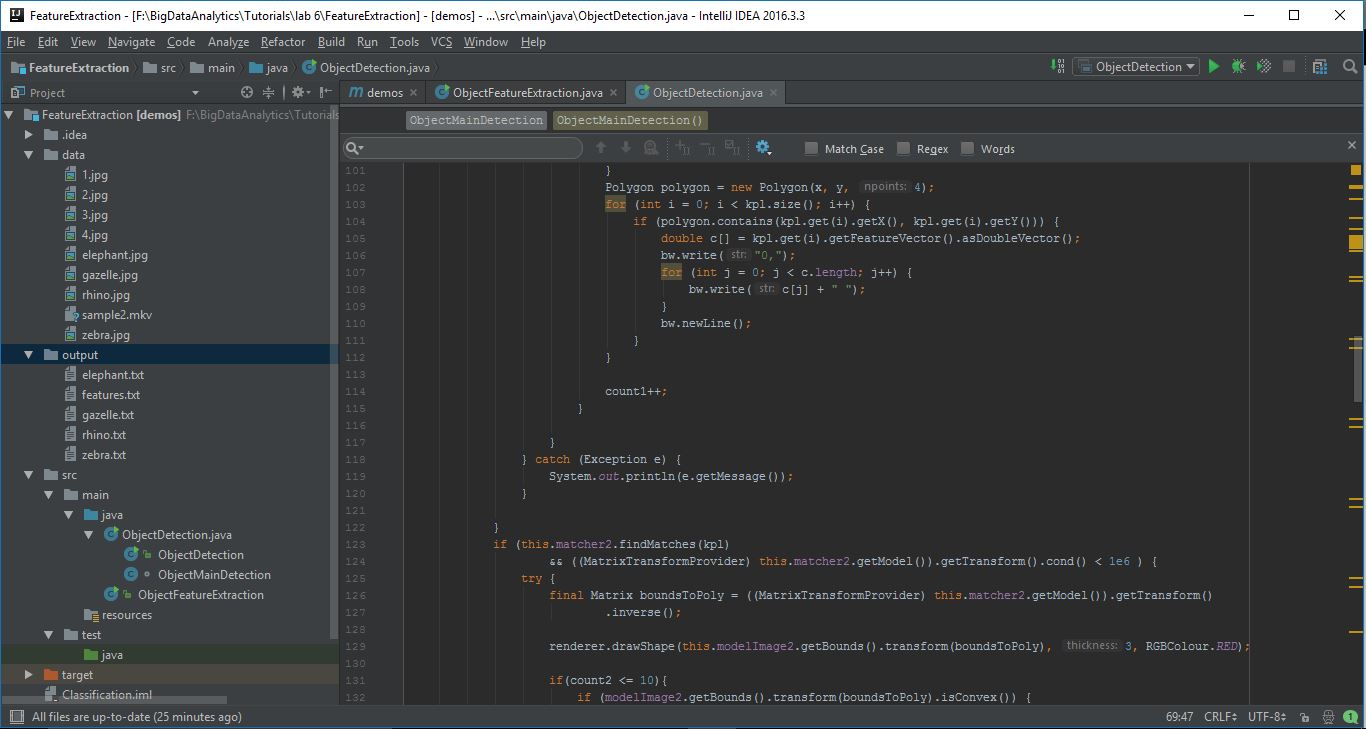 FeatureExtraction - [F:\BigDataAnalytics\Tutorials\lab 6\FeatureExtraction] - [demos] - ...\src\main\java\ObjectDetection.java - IntelliJ IDEA 2016.3.3
File Edit View Navigate Code Analyze Refactor Build Run Tools VCS Window Help
FeatureExtraction src main java ObjectDetection.java ObjectDetection
Project demos ObjectFeatureExtraction.java ObjectDetection.java
FeatureExtraction [demos] F:\BigDataAnalytics\Tutorials
.idea
data
1.jpg
2.jpg
3.jpg
4.jpg
elephant.jpg
gazelle.jpg
rhino.jpg
sample2.mkv
zebra.jpg
output
elephant.txt
features.txt
gazelle.txt
rhino.txt
zebra.txt
src
main
java
ObjectDetection.java
ObjectDetection
ObjectMainDetection
ObjectFeatureExtraction
resources
test
java
target
Classification.iml
ObjectMainDetection ObjectMainDetection()
Match Case Regex Words
101 }
102 Polygon polygon = new Polygon(x, y, npoints: 4);
103 for (int i = 0; i < kpl.size(); i++) {
104 if (polygon.contains(kpl.get(i).getX(), kpl.get(i).getY())) {
105 double c[] = kpl.get(i).getFeatureVector().asDoubleVector();
106 bw.write( str: "0,");
107 for (int j = 0; j < c.length; j++) {
108 bw.write( str: c[j] + " ");
109 }
110 bw.newLine();
111 }
112 }
113
114 count1++;
115 }
116
117 }
118 } catch (Exception e) {
119 System.out.println(e.getMessage());
120 }
121
122 }
123 if (this.matcher2.findMatches(kpl)
124 && ((MatrixTransformProvider) this.matcher2.getModel()).getTransform().cond() < 1e6 ) {
125 try {
126 final Matrix boundsToPoly = ((MatrixTransformProvider) this.matcher2.getModel()).getTransform()
127 .inverse();
128
129 renderer.drawShape(this.modelImage2.getBounds().transform(boundsToPoly), thickness: 3, RGBColour.RED);
130
131 if(count2 <= 10){
132 if (modelImage2.getBounds().transform(boundsToPoly).isConvex()) {
All files are up-to-date (25 minutes ago) 69:47 CRLF UTF-8 1